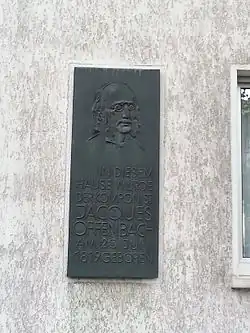 IN DIESEM
HAUSE WURDE
DER KOMPONIST
JACQUES
OFFENBACH
AM 20. JUNI
1819 GEBOREN